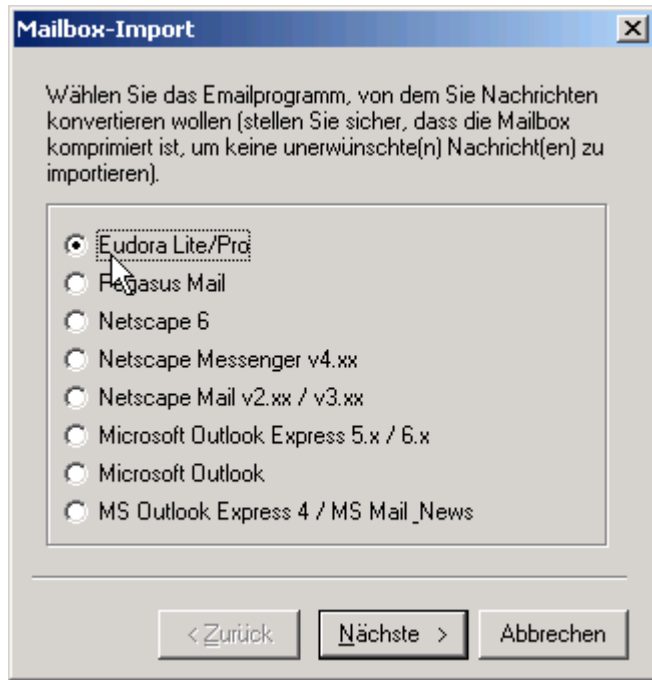 Mailbox-Import
Wählen Sie das Emailprogramm, von dem Sie Nachrichten
konvertieren wollen (stellen Sie sicher, dass die Mailbox
komprimiert ist, um keine unerwünschte(n) Nachricht(en) zu
importieren).
Eudora Lite/Pro
Pegasus Mail
Netscape 6
Netscape Messenger v4.xx
Netscape Mail v2.xx / v3.xx
Microsoft Outlook Express 5.x / 6.x
Microsoft Outlook
MS Outlook Express 4 / MS Mail_News
< Zurück
Nächste >
Abbrechen